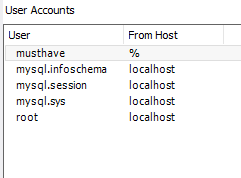 User Accounts
User From Host
musthave %
mysql.infoschema localhost
mysql.session localhost
mysql.sys localhost
root localhost